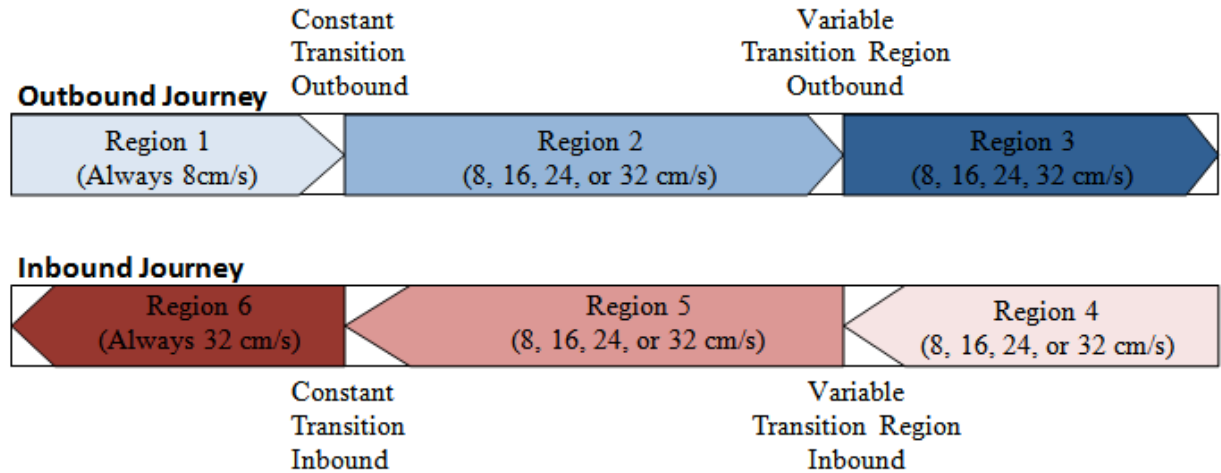 Constant
Transition
Outbound
Variable
Transition Region
Outbound
Outbound Journey
Region 1
(Always 8cm/s)
Region 2
(8, 16, 24, or 32 cm/s)
Region 3
(8, 16, 24, 32 cm/s)
Inbound Journey
Region 6
(Always 32 cm/s)
Region 5
(8, 16, 24, or 32 cm/s)
Region 4
(8, 16, 24, or 32 cm/s)
Constant
Transition
Inbound
Variable
Transition Region
Inbound